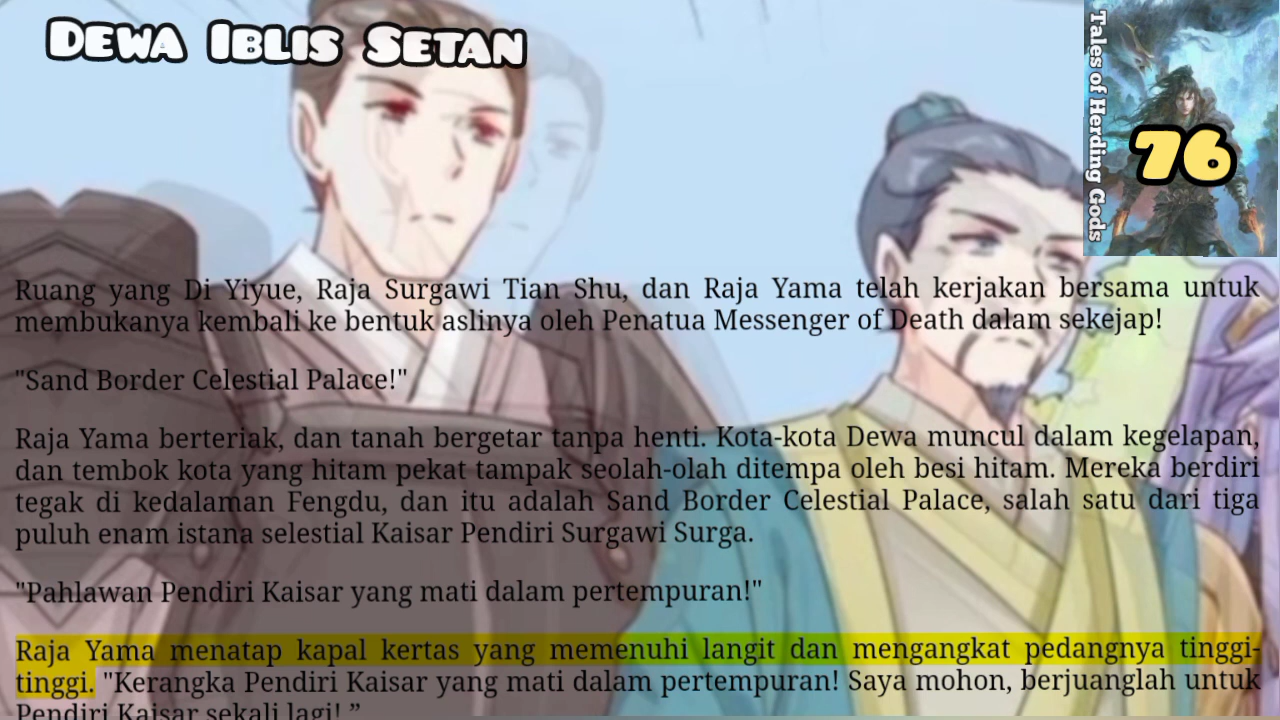 Dewa Iblis Setan
Tales of Herding Gods
76
Ruang yang Di Yiyue, Raja Surgawi Tian Shu, dan Raja Yama telah kerjakan bersama untuk
membukanya kembali ke bentuk aslinya oleh Penatua Messenger of Death dalam sekejap!
"Sand Border Celestial Palace!"
Raja Yama berteriak, dan tanah bergetar tanpa henti. Kota-kota Dewa muncul dalam kegelapan,
dan tembok kota yang hitam pekat tampak seolah-olah ditempa oleh besi hitam. Mereka berdiri
tegak di kedalaman Fengdu, dan itu adalah Sand Border Celestial Palace, salah satu dari tiga
puluh enam istana selestial Kaisar Pendiri Surgawi Surga.
"Pahlawan Pendiri Kaisar yang mati dalam pertempuran!"
Raja Yama menatap kapal kertas yang memenuhi langit dan mengangkat pedangnya tinggi-
tinggi. "Kerangka Pendiri Kaisar yang mati dalam pertempuran! Saya mohon, berjuanglah untuk
Pendiri Kaisar sekali lagi! ”